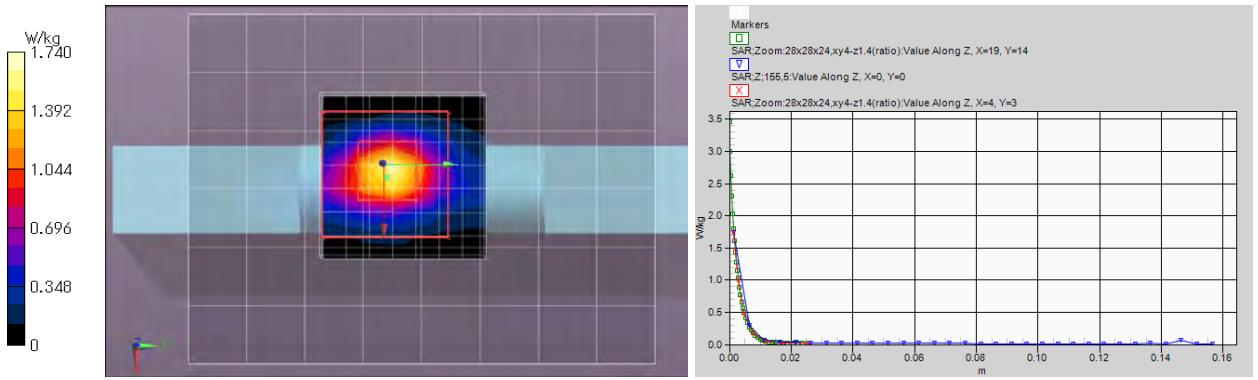 W/kg
1.740
1.392
1.044
0.696
0.348
0
Markers
SAR;Zoom:28x28x24,xy4-z1.4(ratio):Value Along Z, X=19, Y=14
SAR;Z;155,5:Value Along Z, X=0, Y=0
SAR;Zoom:28x28x24,xy4-z1.4(ratio):Value Along Z, X=4, Y=3
3.5
3.0
2.5
2.0
W/kg
1.5
1.0
0.5
0.0
0.00 0.02 0.04 0.06 0.08 0.10 0.12 0.14 0.16
m